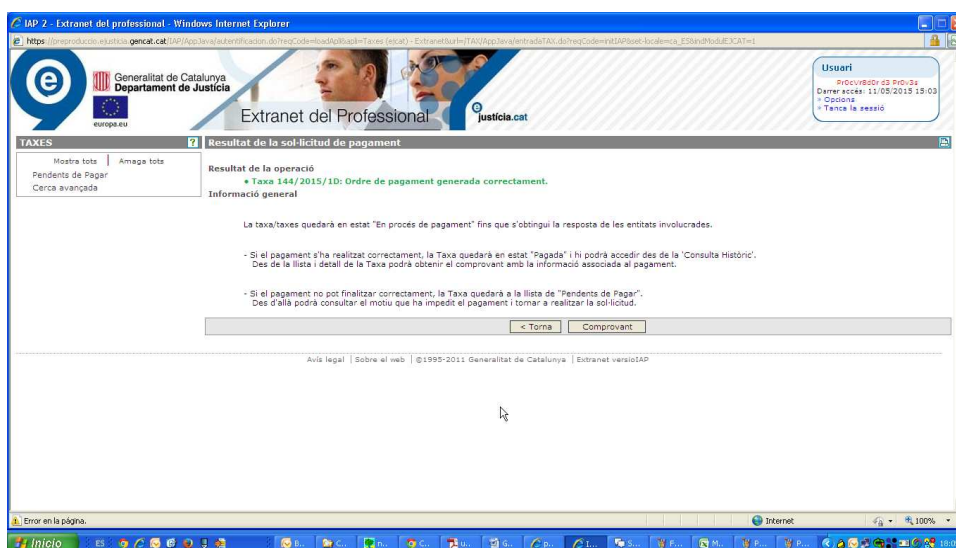 IAP 2 - Extranet del professional - Windows Internet Explorer
Generalitat de Catalunya
Departament de Justícia
europa.eu
Extranet del Professional
ejustícia.cat
Usuari
Pr0cVr8d0r d3 Pr0v3s
Darrer accés: 11/05/2015 15:03
» Opcions
» Tanca la sessió
TAXES
?
Mostra tots | Amaga tots
Pendents de Pagar
Cerca avançada
Resultat de la sol·licitud de pagament
Resultat de la operació
• Taxa 144/2015/1D: Ordre de pagament generada correctament.
Informació general
La taxa/taxes quedarà en estat "En procés de pagament" fins que s'obtingui la resposta de les entitats involucrades.
- Si el pagament s'ha realitzat correctament, la Taxa quedarà en estat "Pagada" i hi podrà accedir des de la 'Consulta Històric'.
Des de la llista i detall de la Taxa podrà obtenir el comprovant amb la informació associada al pagament.
- Si el pagament no pot finalitzar correctament, la Taxa quedarà a la llista de "Pendents de Pagar".
Des d'allà podrà consultar el motiu que ha impedit el pagament i tornar a realitzar la sol·licitud.
< Torna
Comprovant
Avís legal | Sobre el web | @1995-2011 Generalitat de Catalunya | Extranet versioIAP
Error en la página.
Internet
100%
Inicio
ES